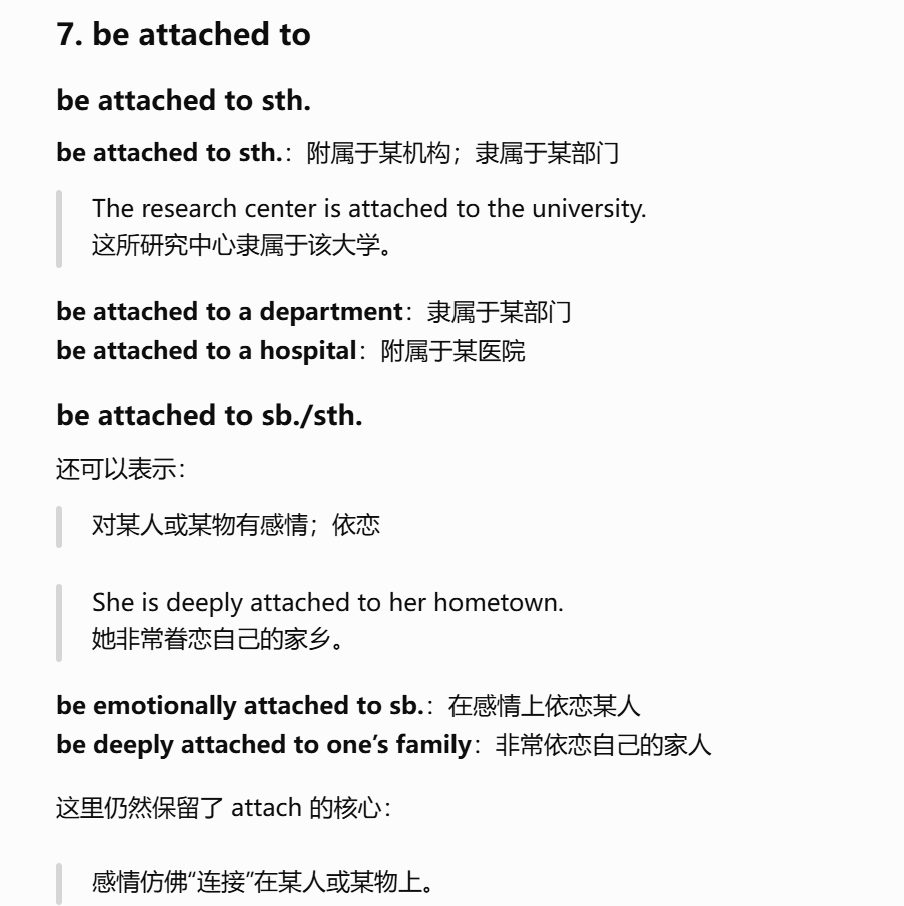 7. be attached to
be attached to sth.
be attached to sth.：附属于某机构；隶属于某部门
The research center is attached to the university.
这所研究中心隶属于该大学。
be attached to a department：隶属于某部门
be attached to a hospital：附属于某医院
be attached to sb./sth.
还可以表示：
对某人或某物有感情；依恋
She is deeply attached to her hometown.
她非常眷恋自己的家乡。
be emotionally attached to sb.：在感情上依恋某人
be deeply attached to one’s family：非常依恋自己的家人
这里仍然保留了 attach 的核心：
感情仿佛“连接”在某人或某物上。